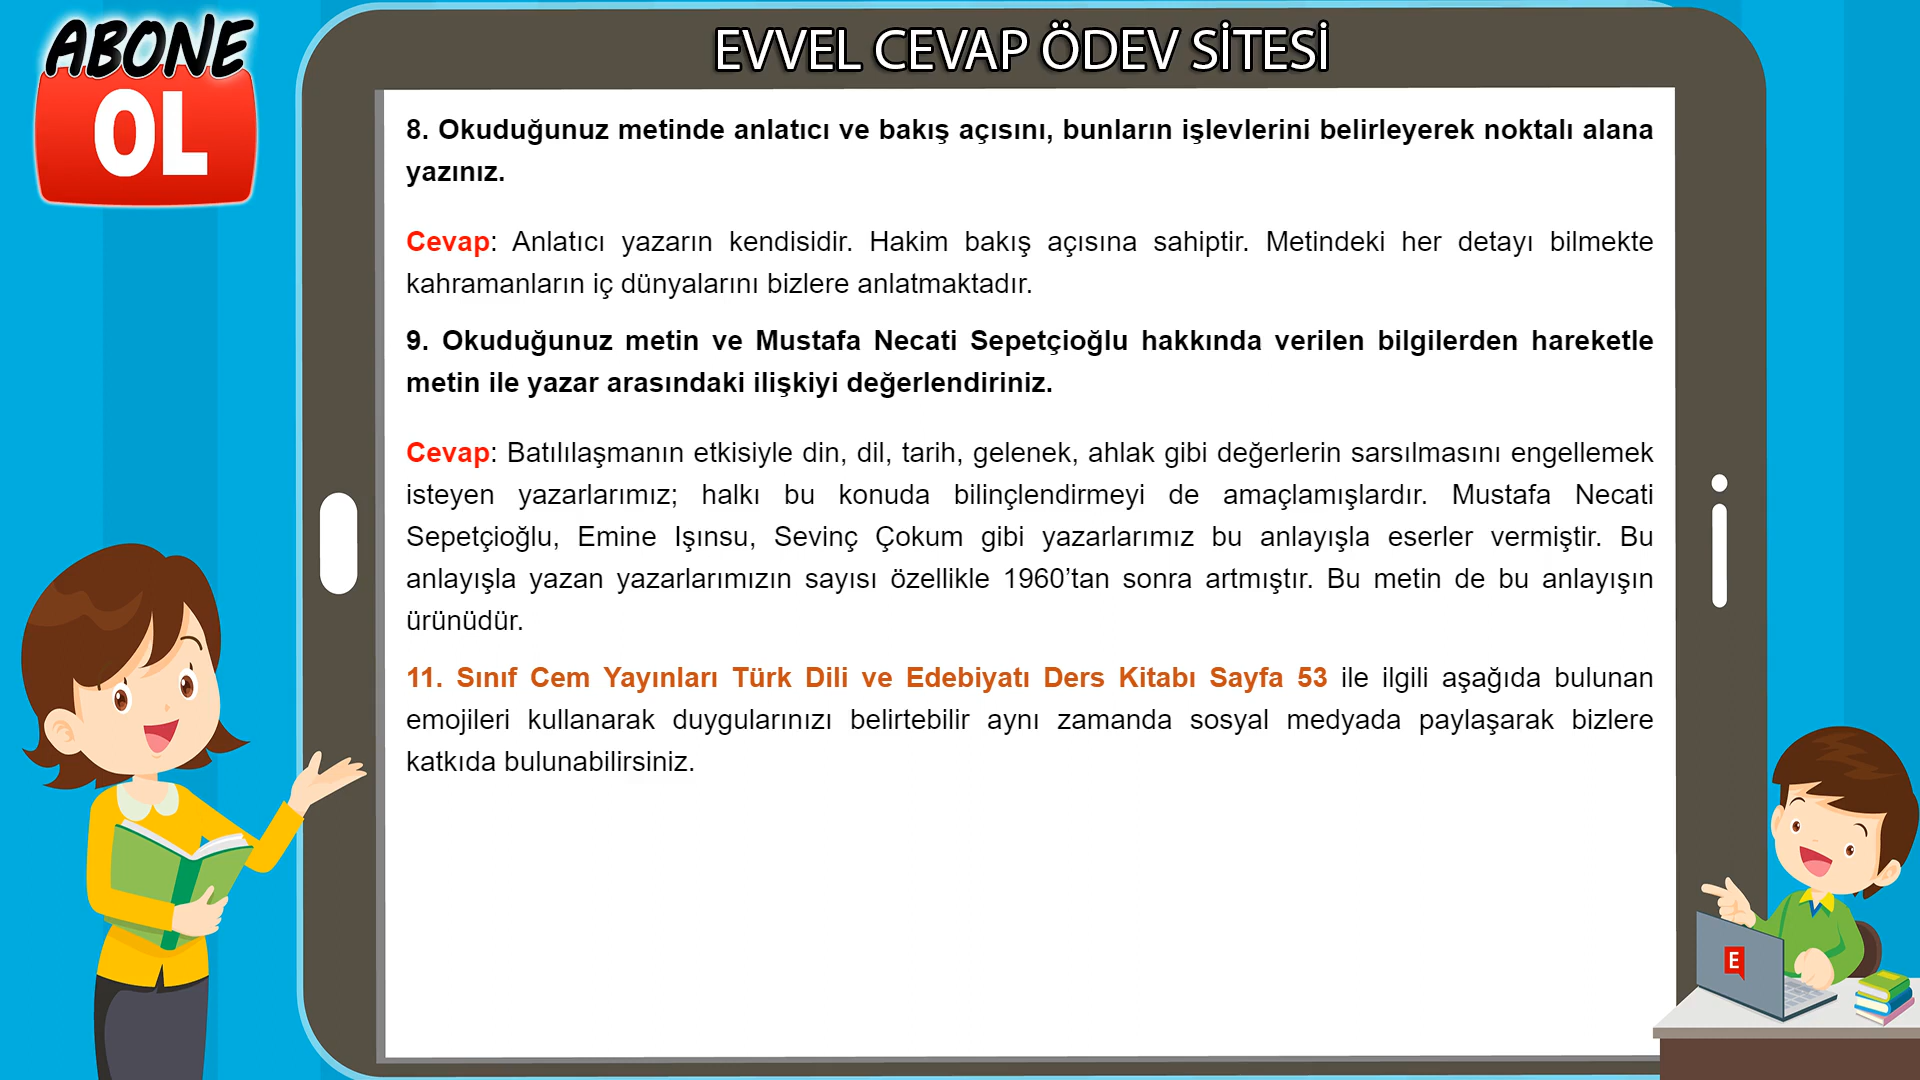 ABONE
OL
EVVEL CEVAP ÖDEV SİTESİ
8. Okuduğunuz metinde anlatıcı ve bakış açısını, bunların işlevlerini belirleyerek noktalı alana
yazınız.
Cevap: Anlatıcı yazarın kendisidir. Hakim bakış açısına sahiptir. Metindeki her detayı bilmekte
kahramanların iç dünyalarını bizlere anlatmaktadır.
9. Okuduğunuz metin ve Mustafa Necati Sepetçioğlu hakkında verilen bilgilerden hareketle
metin ile yazar arasındaki ilişkiyi değerlendiriniz.
Cevap: Batılılaşmanın etkisiyle din, dil, tarih, gelenek, ahlak gibi değerlerin sarsılmasını engellemek
isteyen yazarlarımız; halkı bu konuda bilinçlendirmeyi de amaçlamışlardır. Mustafa Necati
Sepetçioğlu, Emine Işınsu, Sevinç Çokum gibi yazarlarımız bu anlayışla eserler vermiştir. Bu
anlayışla yazan yazarlarımızın sayısı özellikle 1960’tan sonra artmıştır. Bu metin de bu anlayışın
ürünüdür.
11. Sınıf Cem Yayınları Türk Dili ve Edebiyatı Ders Kitabı Sayfa 53 ile ilgili aşağıda bulunan
emojileri kullanarak duygularınızı belirtebilir aynı zamanda sosyal medyada paylaşarak bizlere
katkıda bulunabilirsiniz.
E